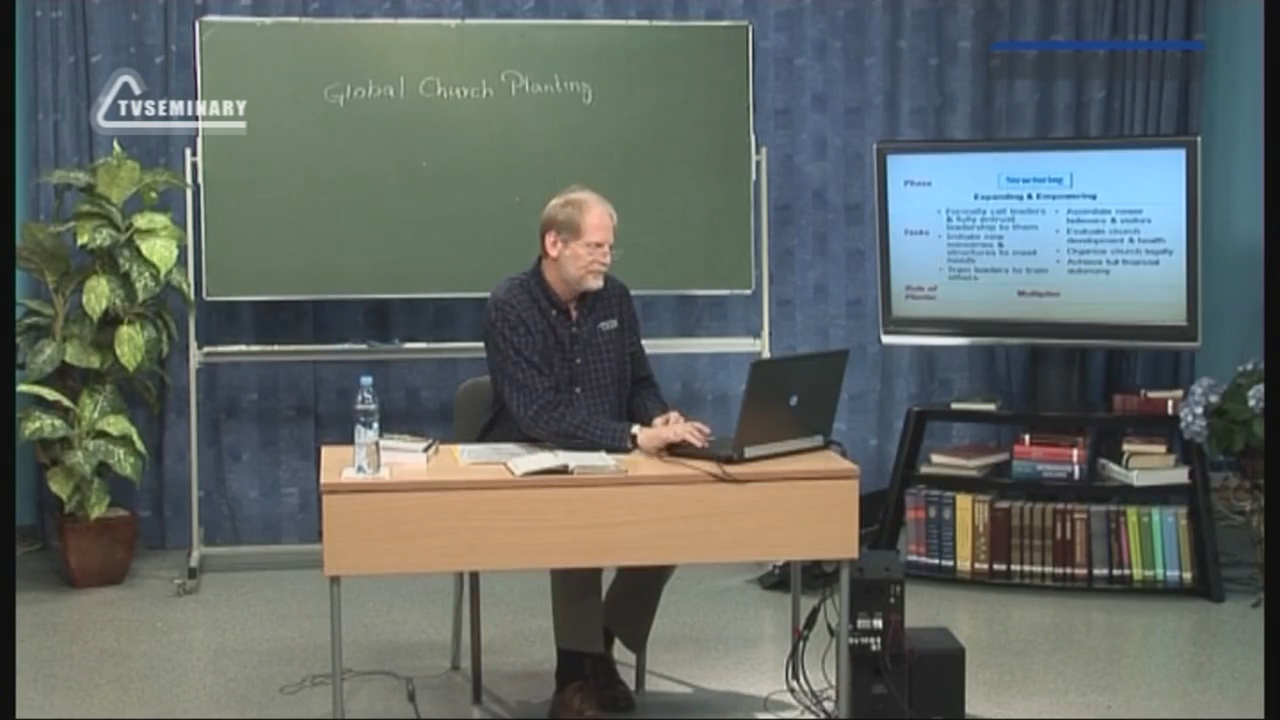 Global Church Planting
TVSEMINARY
Phase
Structuring
Expanding & Empowering
Tasks
• Formally call leaders
& fully entrust
leadership to them
• Initiate new
ministries &
structures to meet
needs
• Train leaders to train
others
• Assimilate newer
believers & visitors
• Evaluate church
development & health
• Organize church legally
• Achieve full financial
autonomy
Role of
Planter
Multiplier
hp